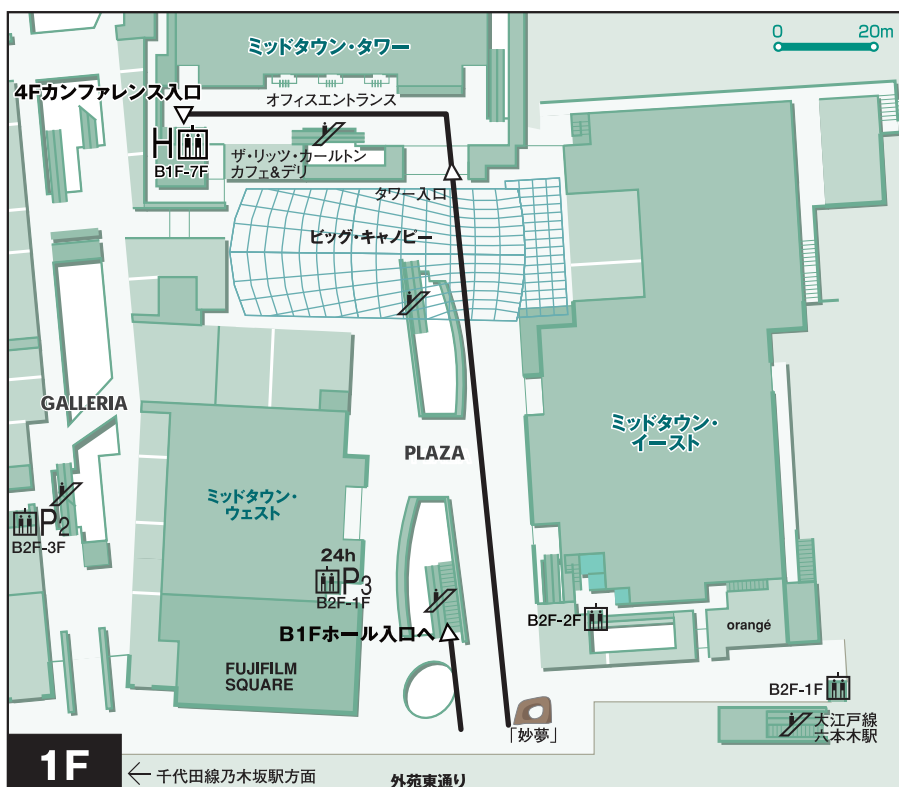 ミッドタウン・タワー
0 20m
4Fカンファレンス入口
オフィスエントランス
H
B1F-7F
ザ・リッツ・カールトン
カフェ&デリ
タワー入口
ビッグ・キャノピー
GALLERIA
PLAZA
ミッドタウン・
イースト
ミッドタウン・
ウェスト
P2
B2F-3F
24h
P3
B2F-1F
B2F-2F
orangé
B1Fホール入口へ
FUJIFILM
SQUARE
B2F-1F
「妙夢」
大江戸線
六本木駅
1F
← 千代田線乃木坂駅方面
外苑東通り